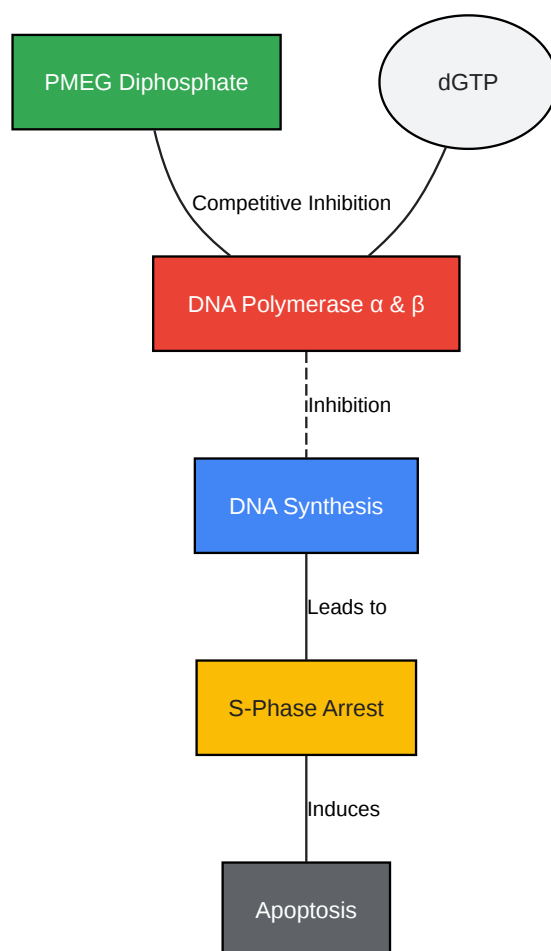 PMEG Diphosphate
dGTP
Competitive Inhibition
DNA Polymerase α & β
Inhibition
DNA Synthesis
Leads to
S-Phase Arrest
Induces
Apoptosis